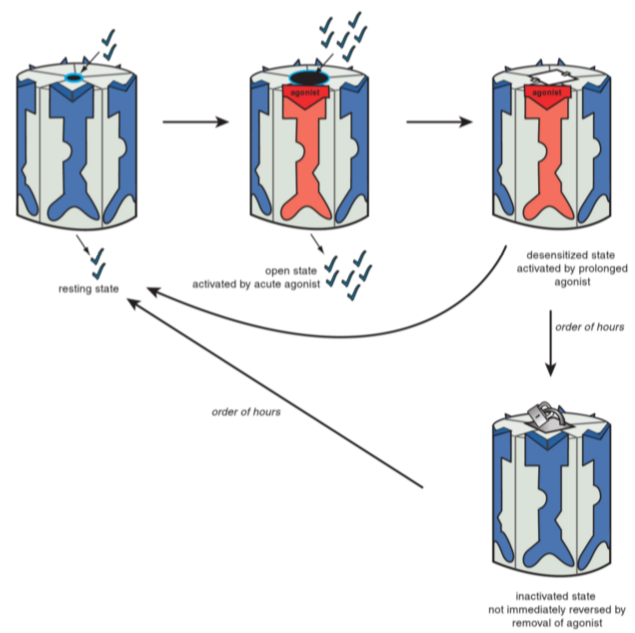 agonist
agonist
resting state
open state
activated by acute agonist
desensitized state
activated by prolonged
agonist
order of hours
order of hours
inactivated state
not immediately reversed by
removal of agonist